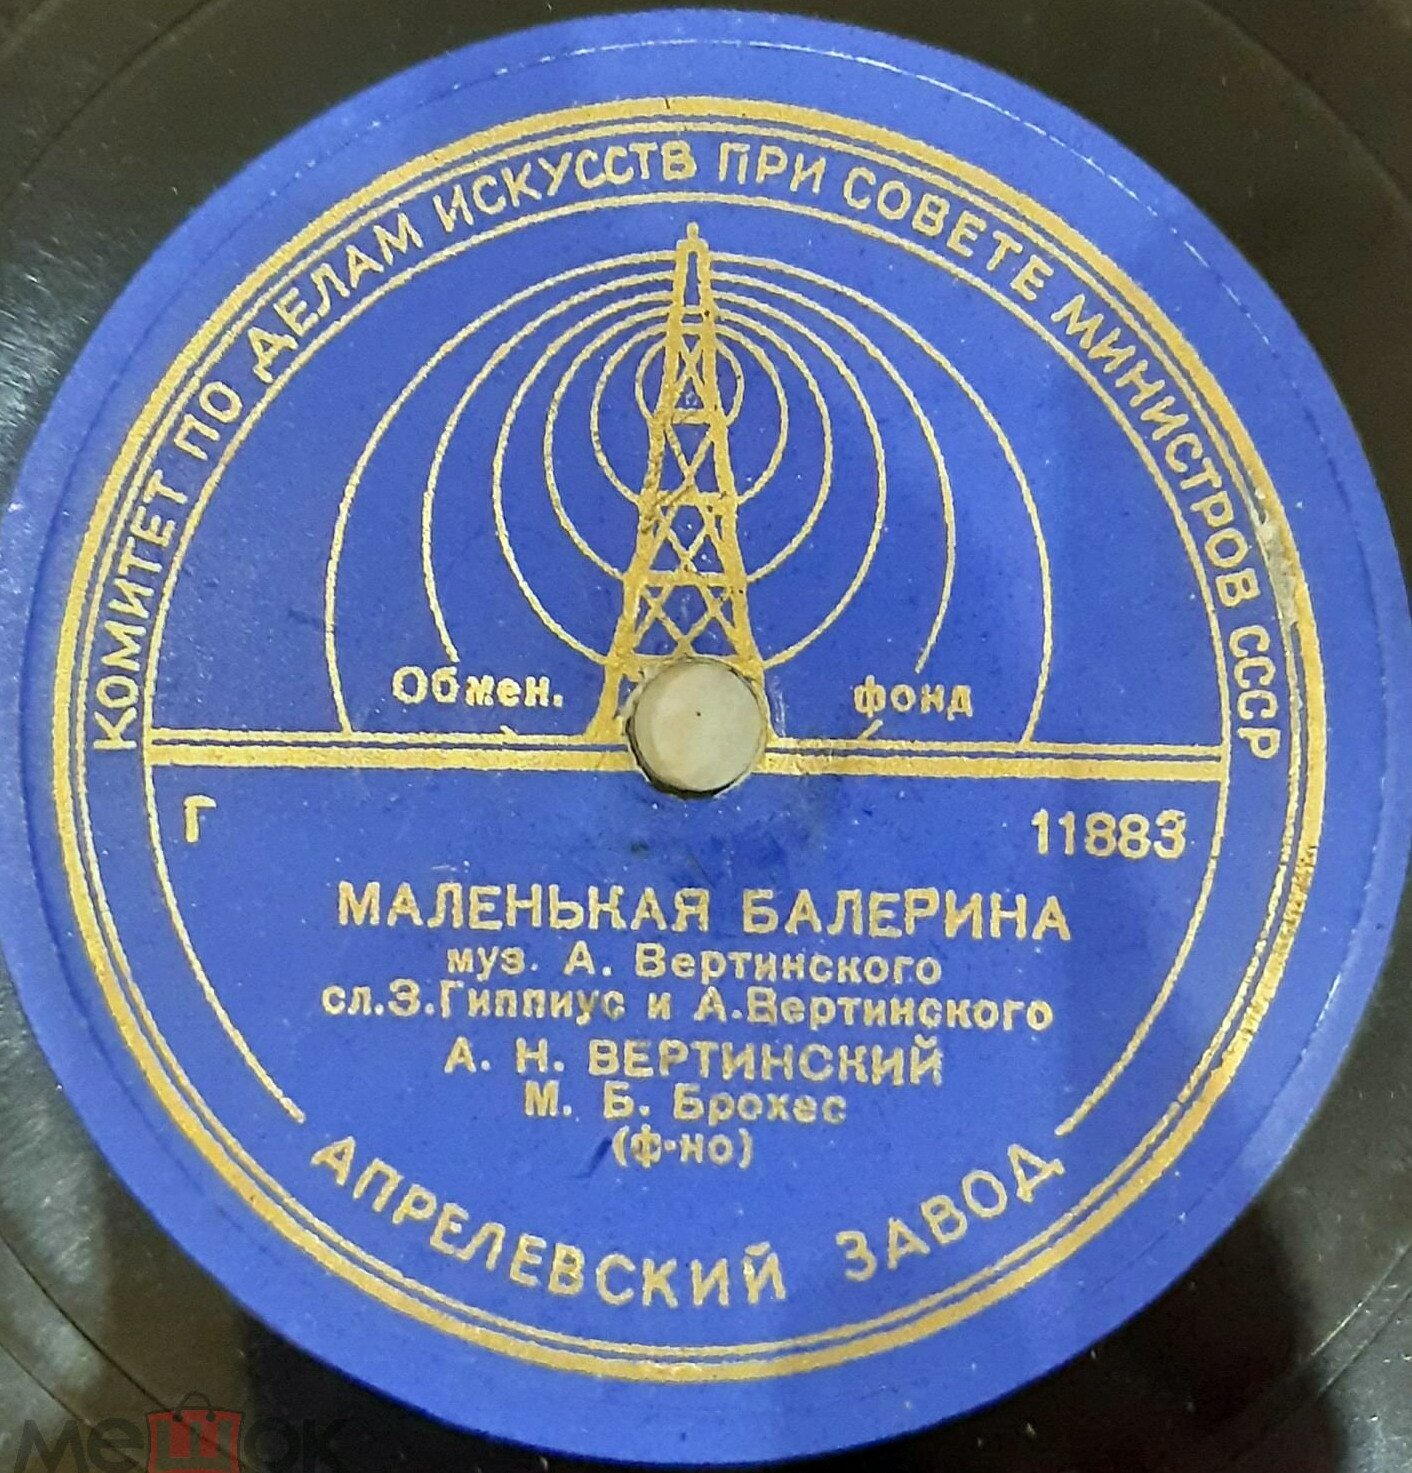 КОМИТЕТ ПО ДЕЛАМ ИСКУССТВ ПРИ СОВЕТЕ МИНИСТРОВ СССР
Обмен. фонд
Г 11883
МАЛЕНЬКАЯ БАЛЕРИНА
муз. А. Вертинского
сл.З.Гиппиус и А.Вертинского
А. Н. ВЕРТИНСКИЙ
М. Б. Брохес
(ф-но)
АПРЕЛЕВСКИЙ ЗАВОД
мешок